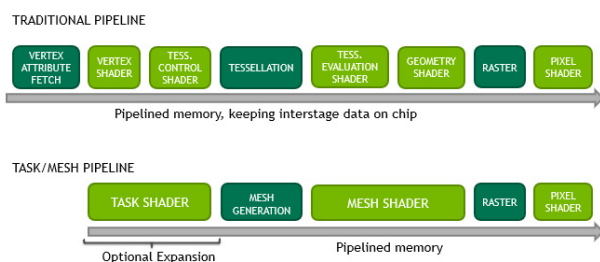 TRADITIONAL PIPELINE
VERTEX
ATTRIBUTE
FETCH
VERTEX
SHADER
TESS.
CONTROL
SHADER
TESSELLATION
TESS.
EVALUATION
SHADER
GEOMETRY
SHADER
RASTER
PIXEL
SHADER
Pipelined memory, keeping interstage data on chip
TASK/MESH PIPELINE
TASK SHADER
MESH
GENERATION
MESH SHADER
RASTER
PIXEL
SHADER
Optional Expansion
Pipelined memory